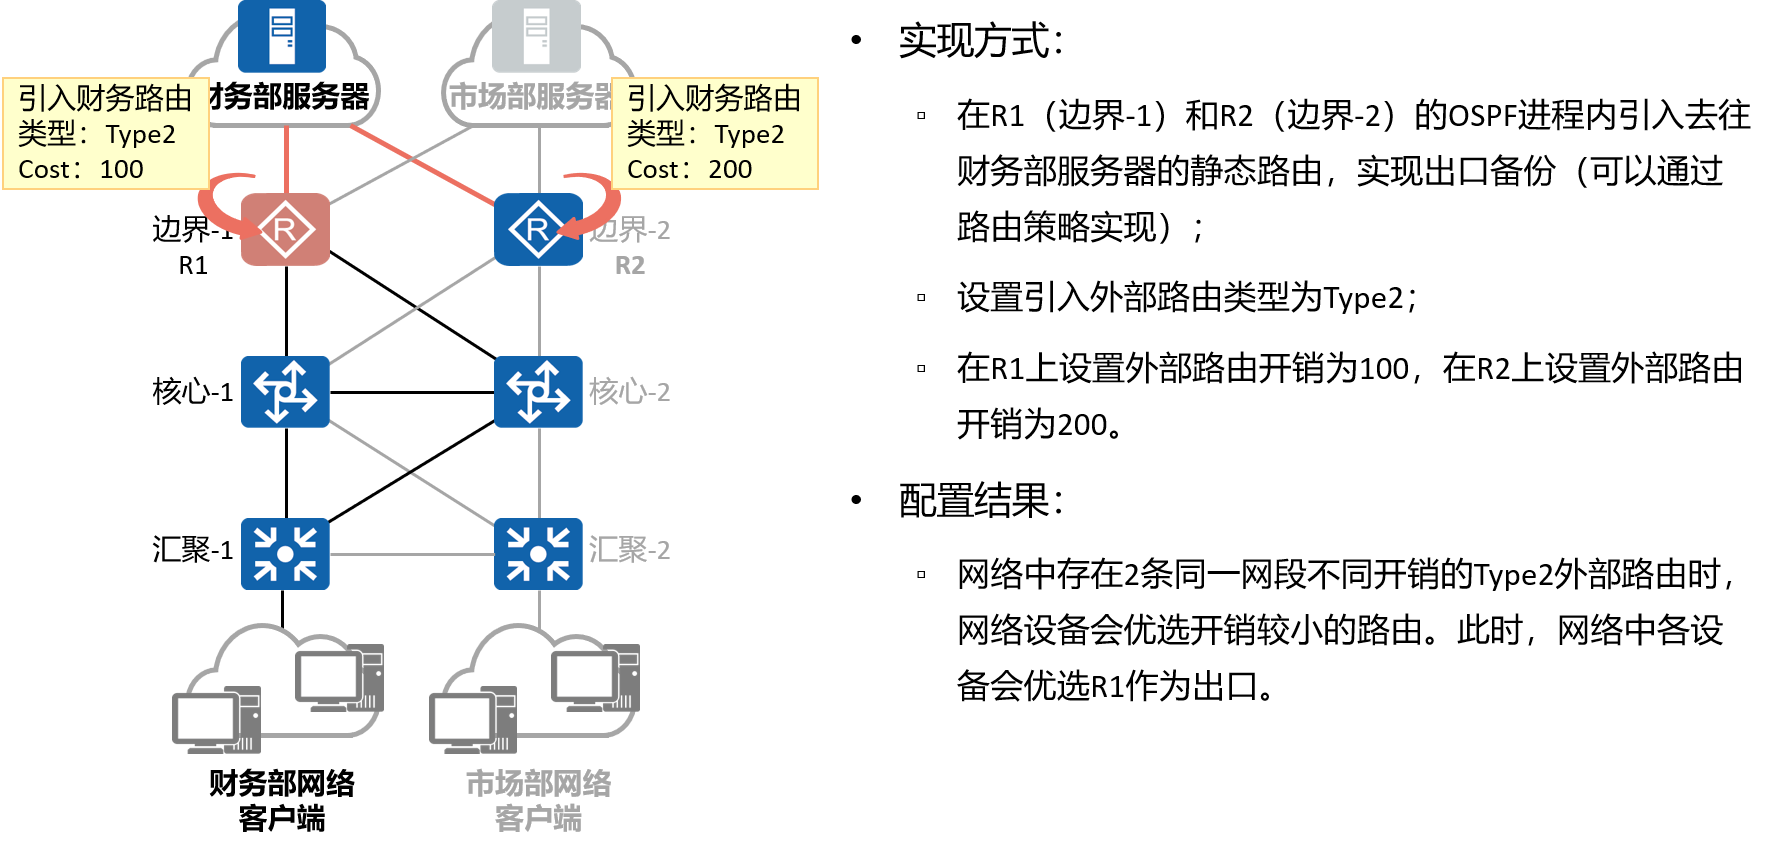 财务部服务器
市场部服务器
引入财务路由
类型：Type2
Cost：100
引入财务路由
类型：Type2
Cost：200
边界-1
R1
R
R
边界-2
R2
核心-1
核心-2
汇聚-1
汇聚-2
财务部网络
客户端
市场部网络
客户端
• 实现方式：
▫ 在R1（边界-1）和R2（边界-2）的OSPF进程内引入去往
财务部服务器的静态路由，实现出口备份（可以通过
路由策略实现）；
▫ 设置引入外部路由类型为Type2；
▫ 在R1上设置外部路由开销为100，在R2上设置外部路由
开销为200。
• 配置结果：
▫ 网络中存在2条同一网段不同开销的Type2外部路由时，
网络设备会优选开销较小的路由。此时，网络中各设
备会优选R1作为出口。